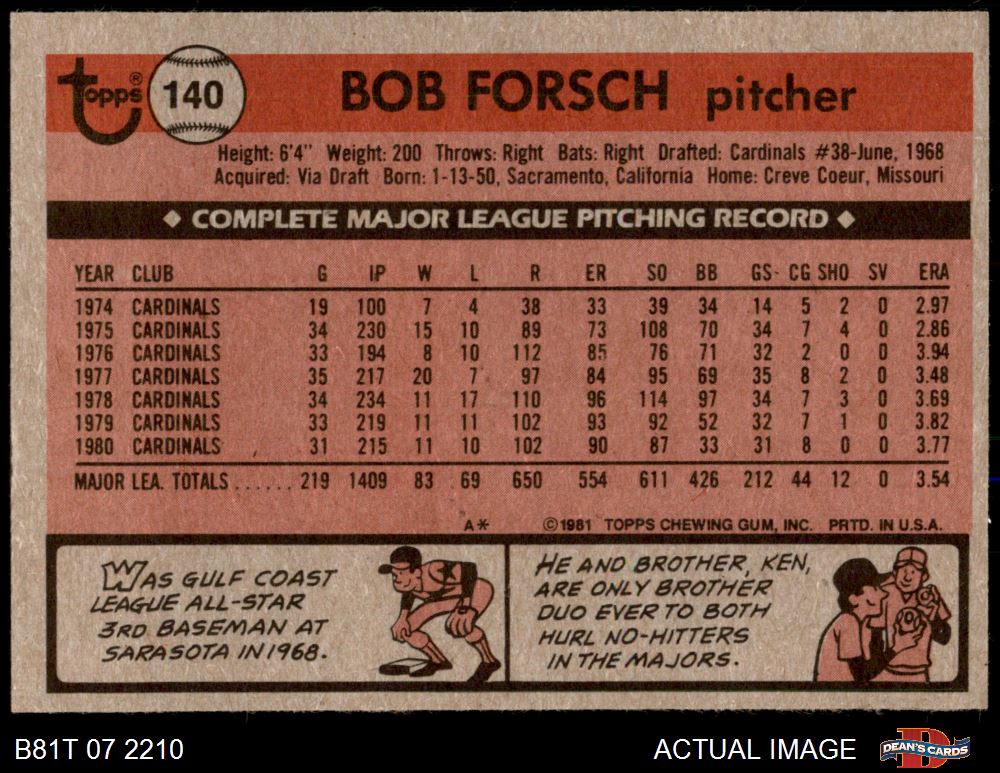 topps® 140 BOB FORSCH pitcher
Height: 6'4" Weight: 200 Throws: Right Bats: Right Drafted: Cardinals #38-June, 1968
Acquired: Via Draft Born: 1-13-50, Sacramento, California Home: Creve Coeur, Missouri
◆ COMPLETE MAJOR LEAGUE PITCHING RECORD ◆
YEAR CLUB G IP W L R ER SO BB GS CG SHO SV ERA
1974 CARDINALS 19 100 7 4 38 33 39 34 14 5 2 0 2.97
1975 CARDINALS 34 230 15 10 89 73 108 70 34 7 4 0 2.86
1976 CARDINALS 33 194 8 10 112 85 76 71 32 2 0 0 3.94
1977 CARDINALS 35 217 20 7 97 84 95 69 35 8 2 0 3.48
1978 CARDINALS 34 234 11 17 110 96 114 97 34 7 3 0 3.69
1979 CARDINALS 33 219 11 11 102 93 92 52 32 7 1 0 3.82
1980 CARDINALS 31 215 11 10 102 90 87 33 31 8 0 0 3.77
MAJOR LEA. TOTALS...... 219 1409 83 69 650 554 611 426 212 44 12 0 3.54
A* ©1981 TOPPS CHEWING GUM, INC. PRTD. IN U.S.A.
WAS GULF COAST
LEAGUE ALL-STAR
3RD BASEMAN AT
SARASOTA IN 1968.
HE AND BROTHER, KEN,
ARE ONLY BROTHER
DUO EVER TO BOTH
HURL NO-HITTERS
IN THE MAJORS.
B81T 07 2210 ACTUAL IMAGE DEAN'S CARDS